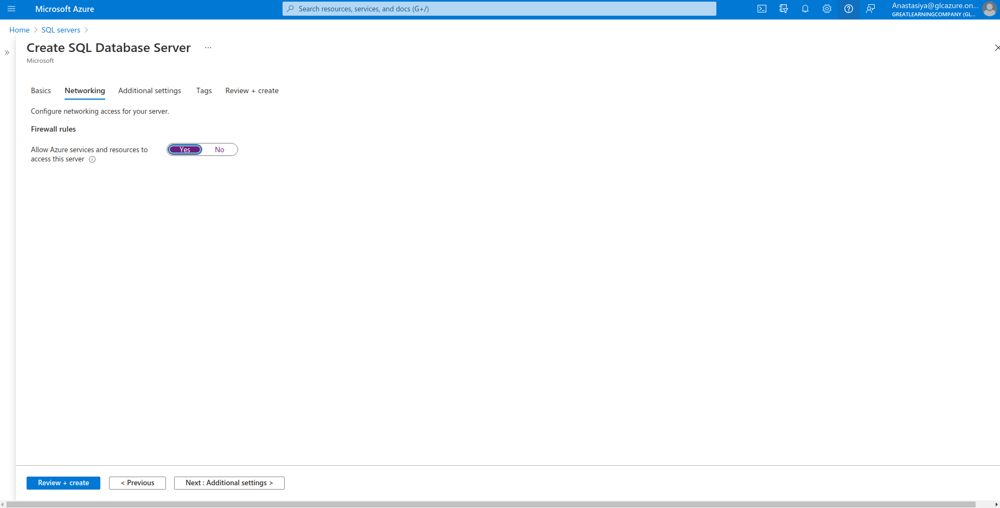 Microsoft Azure
Search resources, services, and docs (G+/)
Anastasiya@glcazure.on...
GREATLEARNINGCOMPANY (GL...
Home > SQL servers >
Create SQL Database Server ...
Microsoft
Basics Networking Additional settings Tags Review + create
Configure networking access for your server.
Firewall rules
Allow Azure services and resources to
access this server
Yes No
Review + create < Previous Next : Additional settings >